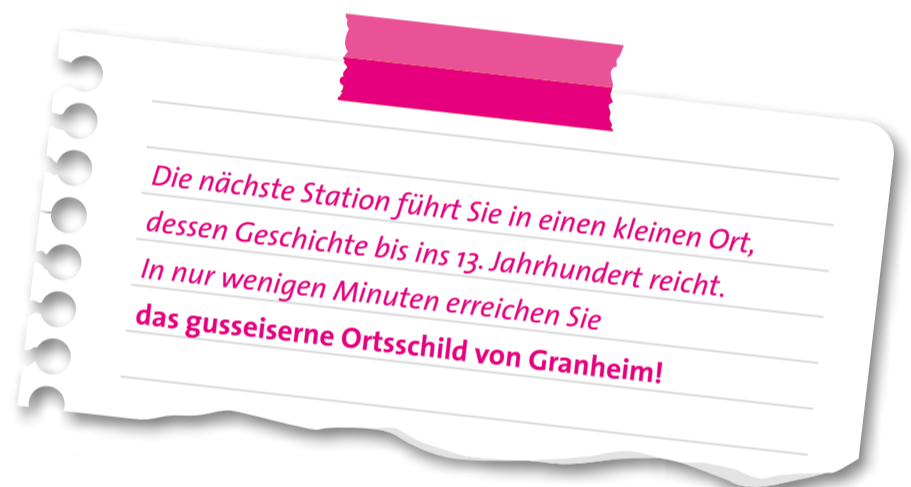 Die nächste Station führt Sie in einen kleinen Ort,
dessen Geschichte bis ins 13. Jahrhundert reicht.
In nur wenigen Minuten erreichen Sie
das gusseiserne Ortsschild von Granheim!